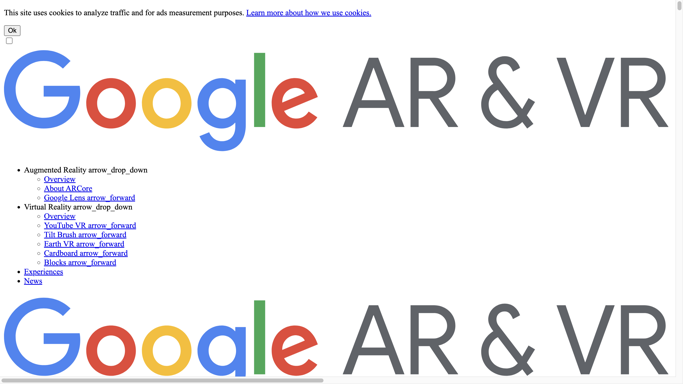 This site uses cookies to analyze traffic and for ads measurement purposes. Learn more about how we use cookies.
Ok
Google AR & VR
Augmented Reality arrow_drop_down
Overview
About ARCore
Google Lens arrow_forward
Virtual Reality arrow_drop_down
Overview
YouTube VR arrow_forward
Tilt Brush arrow_forward
Earth VR arrow_forward
Cardboard arrow_forward
Blocks arrow_forward
Experiences
News
Google AR & VR